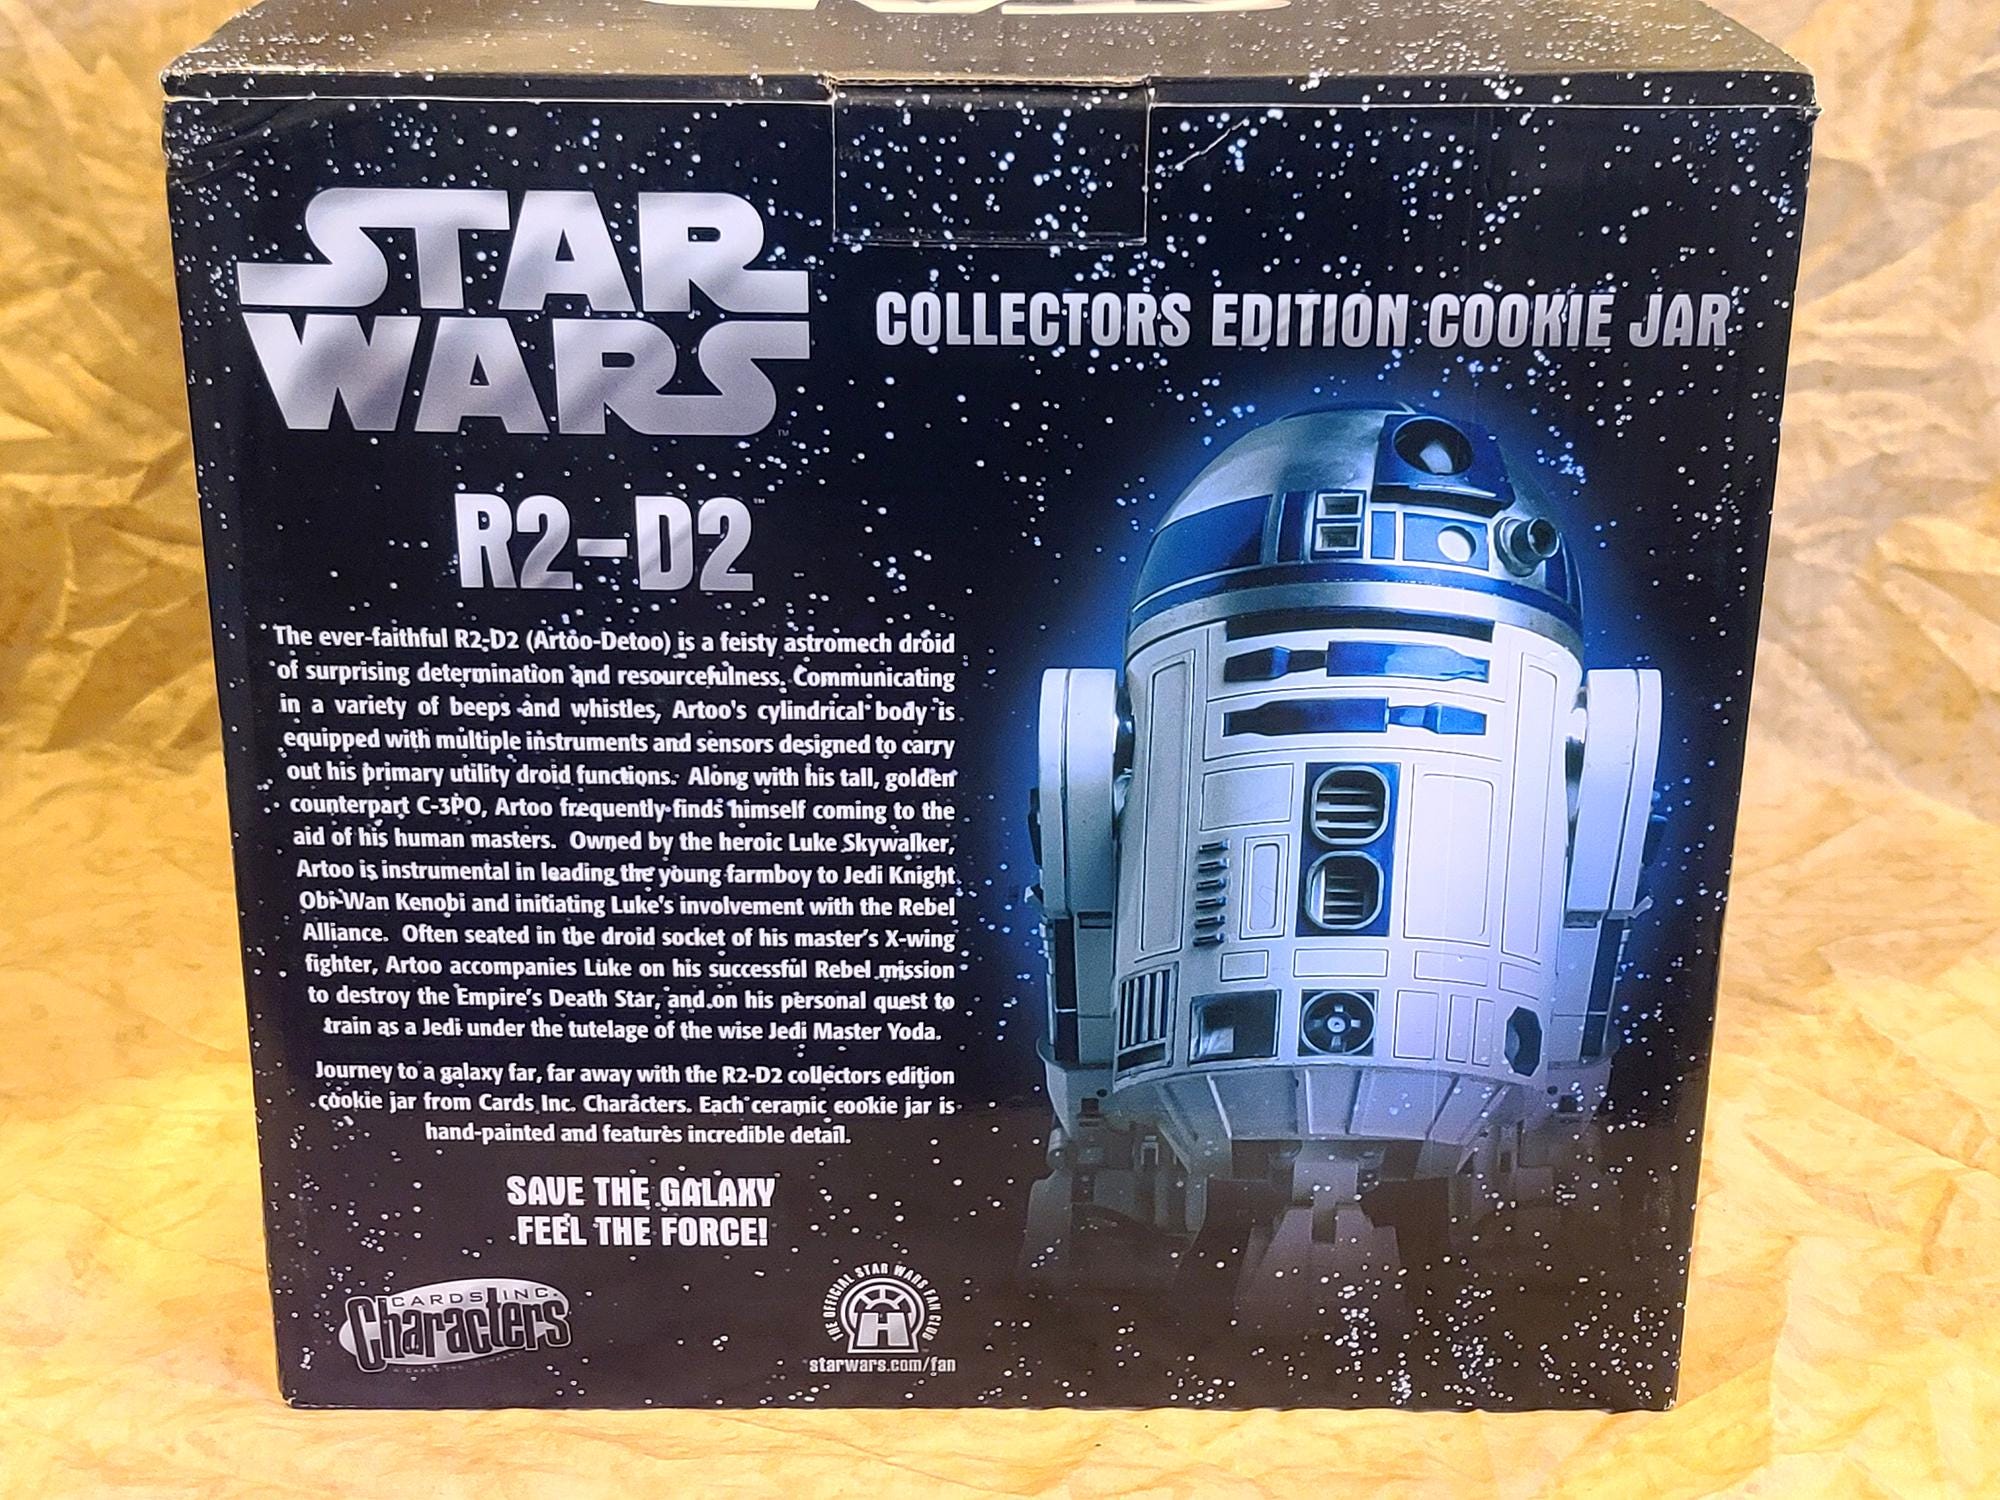 STAR
WARS
TM
COLLECTORS EDITION COOKIE JAR
R2-D2
TM
The ever-faithful R2-D2 (Artoo-Detoo) is a feisty astromech droid
of surprising determination and resourcefulness. Communicating
in a variety of beeps and whistles, Artoo's cylindrical body is
equipped with multiple instruments and sensors designed to carry
out his primary utility droid functions. Along with his tall, golden
counterpart C-3PO, Artoo frequently finds himself coming to the
aid of his human masters. Owned by the heroic Luke Skywalker,
Artoo is instrumental in leading the young farmboy to Jedi Knight
Obi-Wan Kenobi and initiating Luke's involvement with the Rebel
Alliance. Often seated in the droid socket of his master's X-wing
fighter, Artoo accompanies Luke on his successful Rebel mission
to destroy the Empire's Death Star, and on his personal quest to
train as a Jedi under the tutelage of the wise Jedi Master Yoda.
Journey to a galaxy far, far away with the R2-D2 collectors edition
cookie jar from Cards Inc. Characters. Each ceramic cookie jar is
hand-painted and features incredible detail.
SAVE THE GALAXY
FEEL THE FORCE!
CARDS INC.
Characters
THE OFFICIAL STAR WARS FAN CLUB
starwars.com/fan